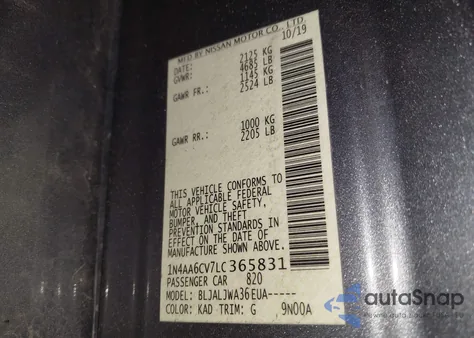 MFD BY NISSAN MOTOR CO., LTD.
DATE: 10/19
GVWR: 2125 KG
4685 LB
GAWR FR.: 1145 KG
2524 LB
GAWR RR.: 1000 KG
2205 LB
THIS VEHICLE CONFORMS TO
ALL APPLICABLE FEDERAL
MOTOR VEHICLE SAFETY,
BUMPER, AND THEFT
PREVENTION STANDARDS IN
EFFECT ON THE DATE OF
MANUFACTURE SHOWN ABOVE.
1N4AA6CV7LC365831
PASSENGER CAR 820
MODEL: BLJALJWA36EUA-----
COLOR: KAD TRIM: G 9N00A
autoSnap